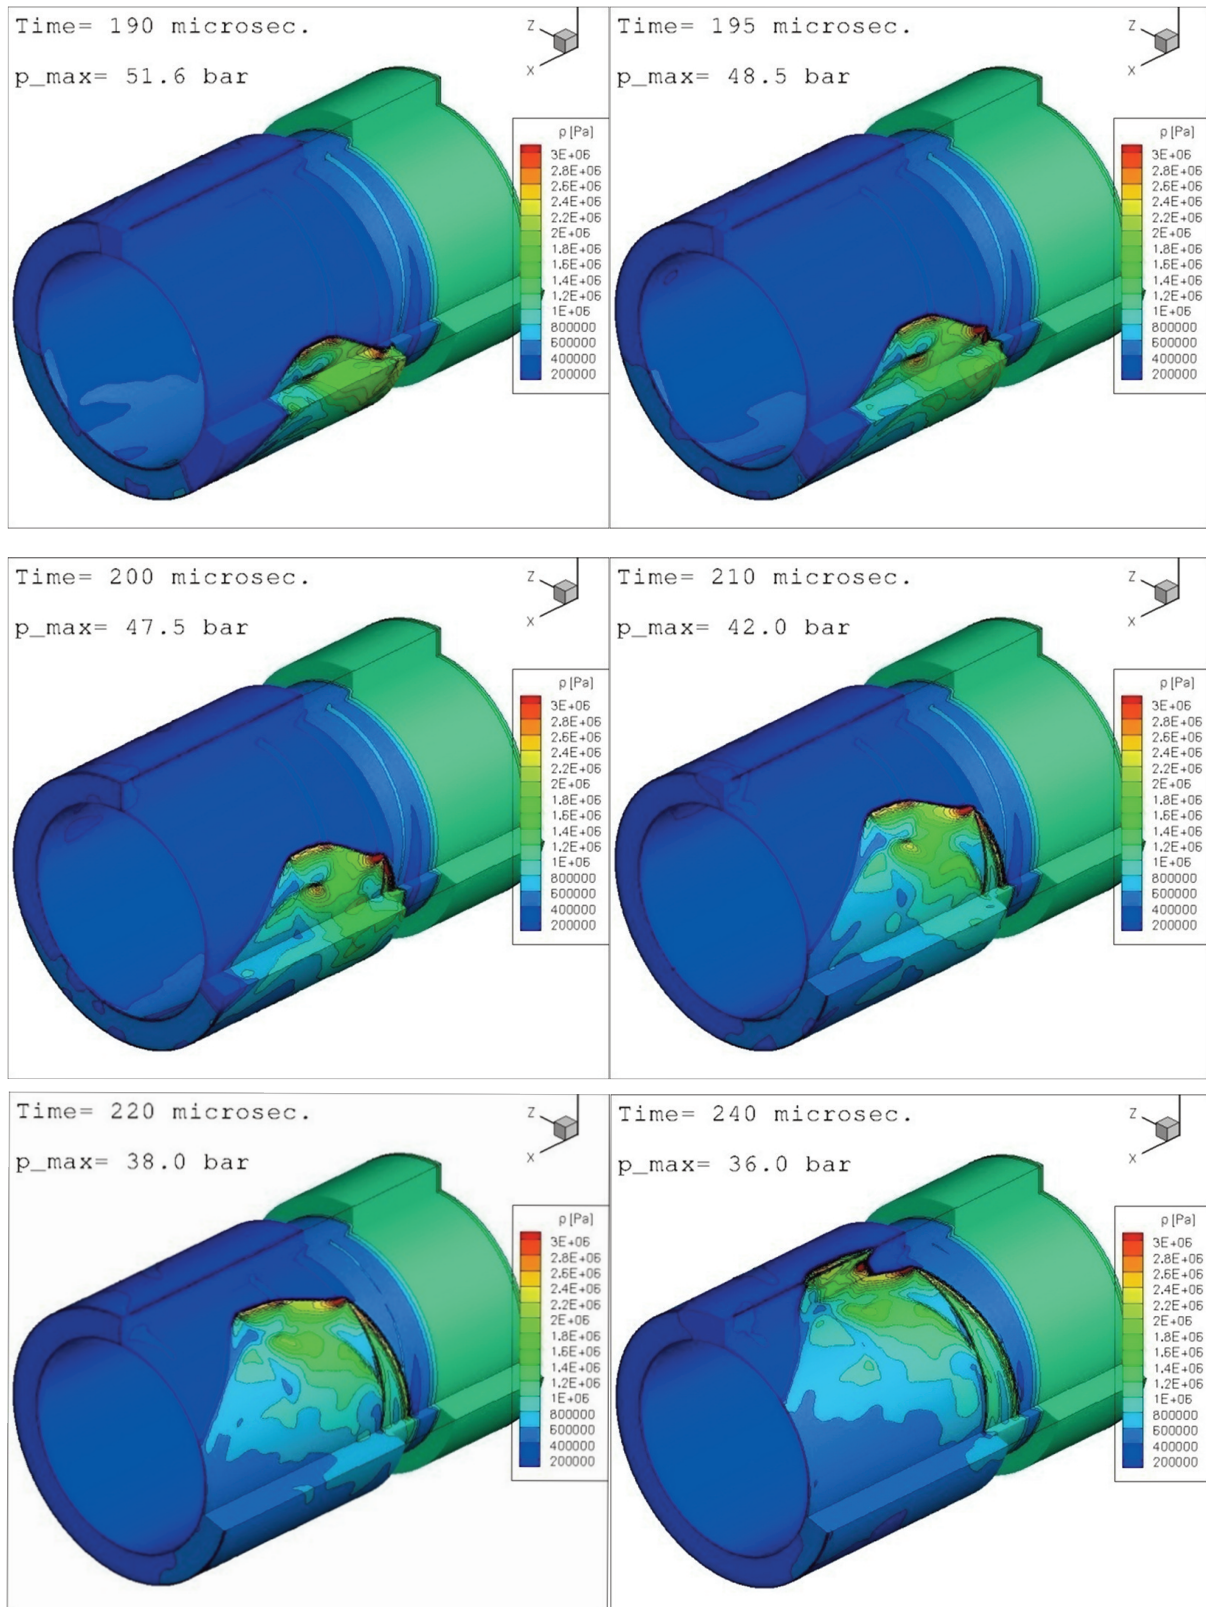 Time= 190 microsec.
p_max= 51.6 bar
Z
X
p [Pa]
3E+06
2.8E+06
2.6E+06
2.4E+06
2.2E+06
2E+06
1.8E+06
1.6E+06
1.4E+06
1.2E+06
1E+06
800000
600000
400000
200000
Time= 195 microsec.
p_max= 48.5 bar
Z
X
p [Pa]
3E+06
2.8E+06
2.6E+06
2.4E+06
2.2E+06
2E+06
1.8E+06
1.6E+06
1.4E+06
1.2E+06
1E+06
800000
600000
400000
200000
Time= 200 microsec.
p_max= 47.5 bar
Z
X
p [Pa]
3E+06
2.8E+06
2.6E+06
2.4E+06
2.2E+06
2E+06
1.8E+06
1.6E+06
1.4E+06
1.2E+06
1E+06
800000
600000
400000
200000
Time= 210 microsec.
p_max= 42.0 bar
Z
X
p [Pa]
3E+06
2.8E+06
2.6E+06
2.4E+06
2.2E+06
2E+06
1.8E+06
1.6E+06
1.4E+06
1.2E+06
1E+06
800000
600000
400000
200000
Time= 220 microsec.
p_max= 38.0 bar
Z
X
p [Pa]
3E+06
2.8E+06
2.6E+06
2.4E+06
2.2E+06
2E+06
1.8E+06
1.6E+06
1.4E+06
1.2E+06
1E+06
800000
600000
400000
200000
Time= 240 microsec.
p_max= 36.0 bar
Z
X
p [Pa]
3E+06
2.8E+06
2.6E+06
2.4E+06
2.2E+06
2E+06
1.8E+06
1.6E+06
1.4E+06
1.2E+06
1E+06
800000
600000
400000
200000